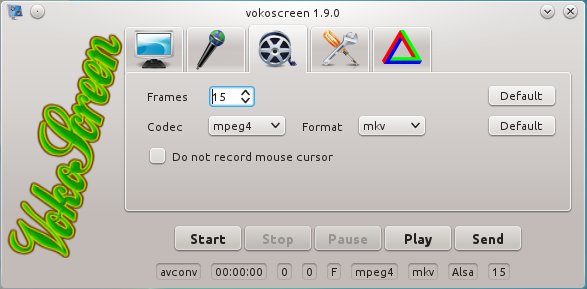 vokoscreen 1.9.0
VokoScreen
Frames 15 Default
Codec mpeg4 Format mkv Default
Do not record mouse cursor
Start Stop Pause Play Send
avconv 00:00:00 0 0 F mpeg4 mkv Alsa 15